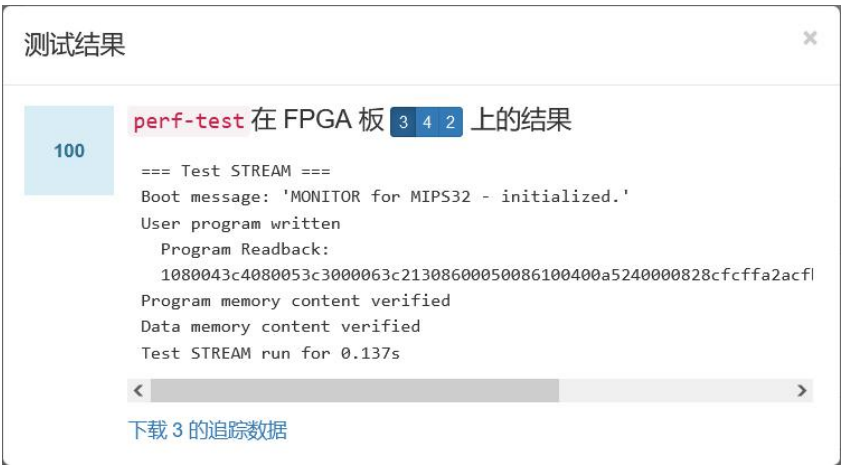 测试结果
×
100
perf-test 在 FPGA 板 3 4 2 上的结果
=== Test STREAM ===
Boot message: 'MONITOR for MIPS32 - initialized.'
User program written
Program Readback:
1080043c4080053c3000063c21308600050086100400a5240000828cfcffa2acfl
Program memory content verified
Data memory content verified
Test STREAM run for 0.137s
下载 3 的追踪数据